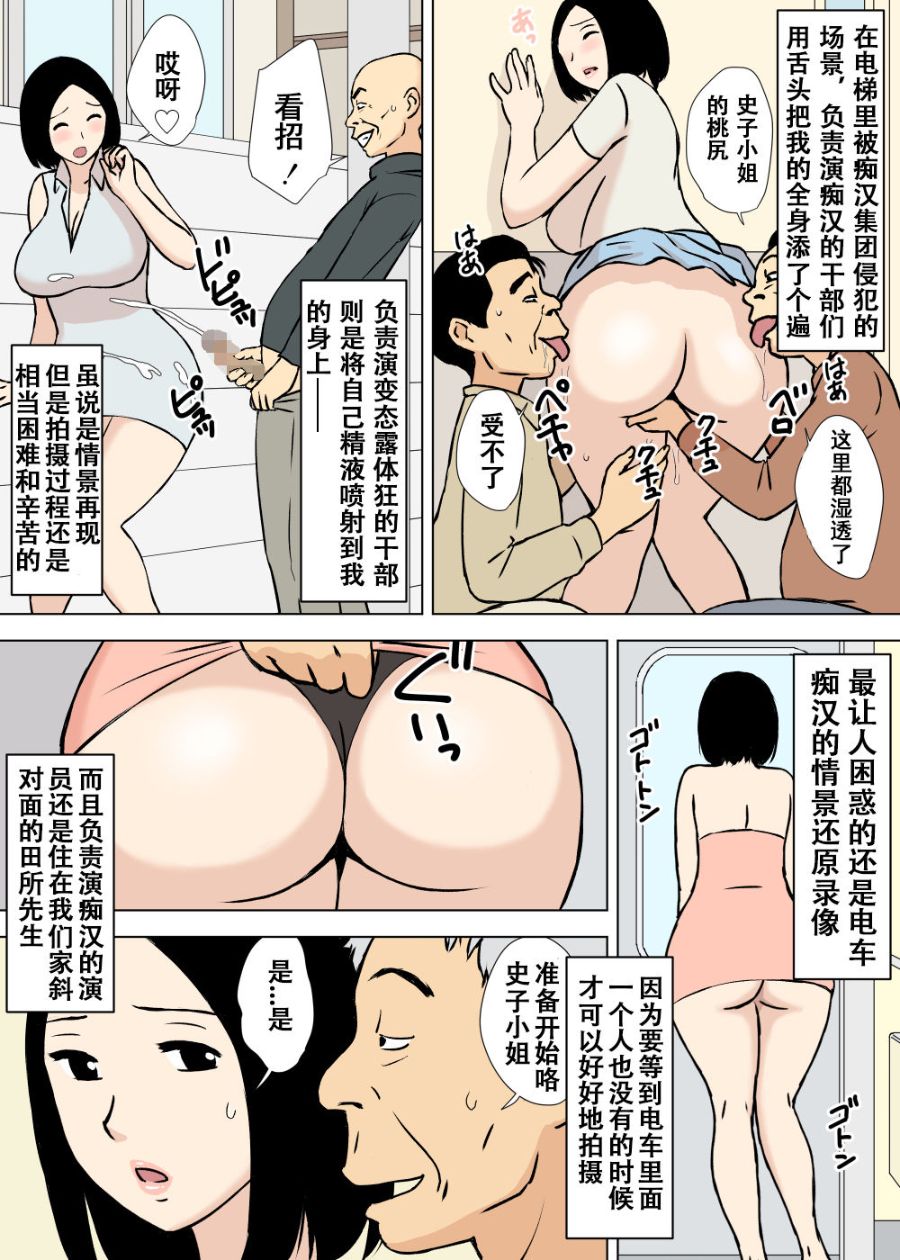 在电梯里被痴汉集团侵犯的
场景，负责演痴汉的干部们
用舌头把我的全身添了个遍
史子小姐
的桃尻
あっ
はぁ
はぁ
受不了
这里都湿透了
ペチャ
クチュ
クチュ
ベロ
看招！
哎呀
♡
ドピュッ
ピュッ
负责演变态露体狂的干部
则是将自己精液喷射到我
的身上——
虽说是情景再现
但是拍摄过程还是
相当困难和辛苦的
最让人困惑的还是电车
痴汉的情景还原录像
ゴトトン
ゴトン
因为要等到电车里面
一个人也没有的时候
才可以好好地拍摄
ぐいっ
而且负责演痴汉的演
员还是住在我们家斜
对面的田所先生
准备开始咯
史子小姐
是…是